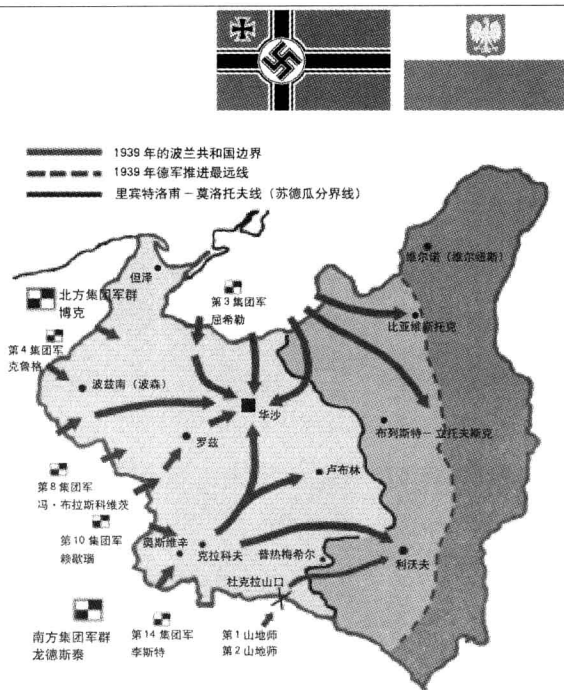 1939 年的波兰共和国边界
1939 年德军推进最远线
里宾特洛甫－莫洛托夫线（苏德瓜分界线）
维尔诺（维尔纽斯）
但泽
北方集团军群
博克
第3集团军
屈希勒
比亚维斯托克
第4集团军
克鲁格
波兹南（波森）
华沙
布列斯特－立托夫斯克
罗兹
卢布林
第8集团军
冯·布拉斯科维茨
第10集团军
赖歇瑙
奥斯维辛
克拉科夫
普热梅希尔
利沃夫
杜克拉山口
南方集团军群
龙德斯泰
第14集团军
李斯特
第1山地师
第2山地师